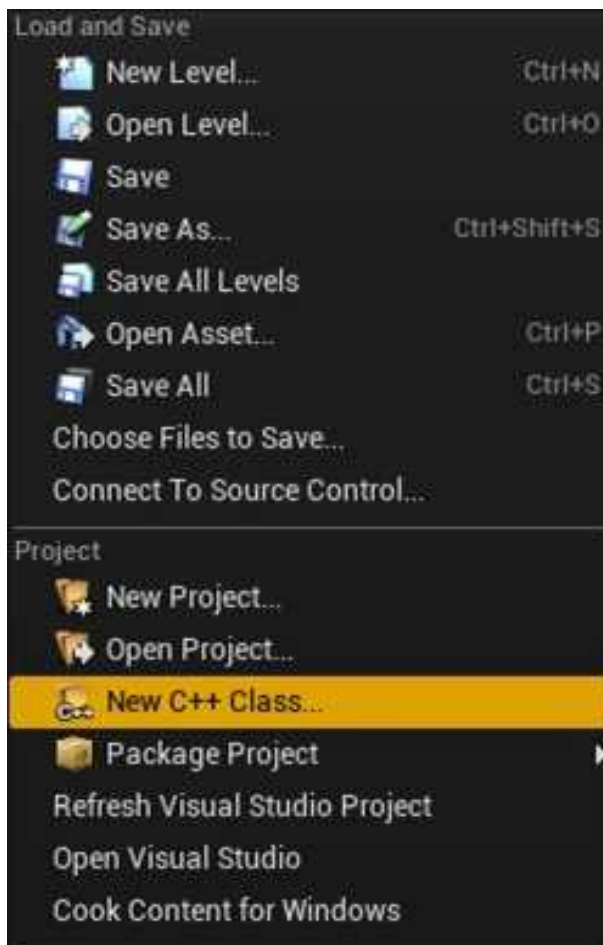 Load and Save
New Level... Ctrl+N
Open Level... Ctrl+O
Save
Save As... Ctrl+Shift+S
Save All Levels
Open Asset... Ctrl+P
Save All Ctrl+S
Choose Files to Save...
Connect To Source Control...
Project
New Project...
Open Project...
New C++ Class...
Package Project
Refresh Visual Studio Project
Open Visual Studio
Cook Content for Windows